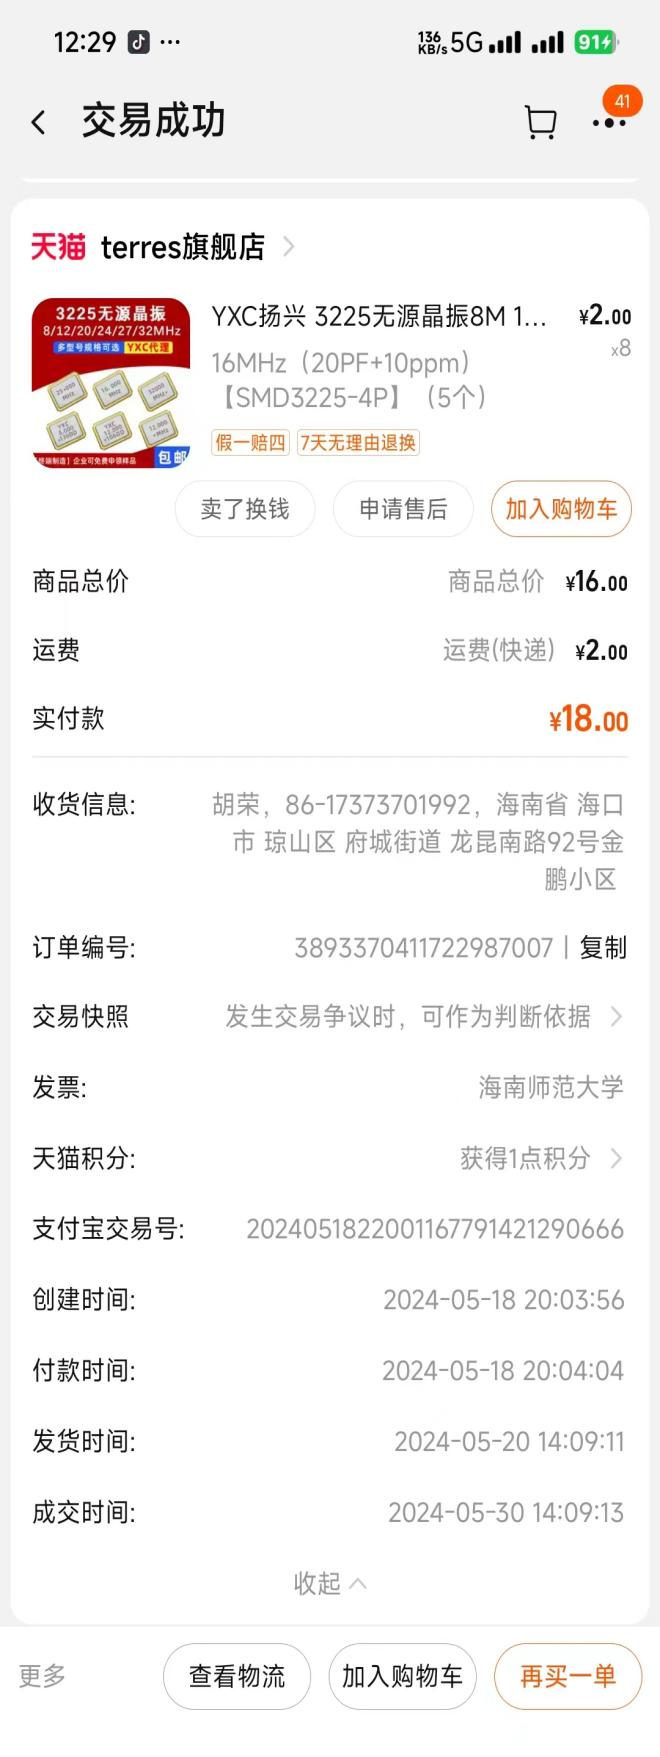 12:29 ...
136 KB/s 5G 91
交易成功
41
天猫 terres旗舰店
3225无源晶振
8/12/20/24/27/32MHz
多型号规格可选 YXC代理
终端制造】企业可免费申领样品 包邮
YXC扬兴 3225无源晶振8M 1... ¥2.00
16MHz（20PF+10ppm） x8
【SMD3225-4P】（5个）
假一赔四 7天无理由退换
卖了换钱 申请售后 加入购物车
商品总价 商品总价 ¥16.00
运费 运费(快递) ¥2.00
实付款 ¥18.00
收货信息: 胡荣，86-17373701992，海南省 海口
市 琼山区 府城街道 龙昆南路92号金
鹏小区
订单编号: 3893370411722987007 | 复制
交易快照 发生交易争议时，可作为判断依据
发票: 海南师范大学
天猫积分: 获得1点积分
支付宝交易号: 2024051822001167791421290666
创建时间: 2024-05-18 20:03:56
付款时间: 2024-05-18 20:04:04
发货时间: 2024-05-20 14:09:11
成交时间: 2024-05-30 14:09:13
收起
更多 查看物流 加入购物车 再买一单